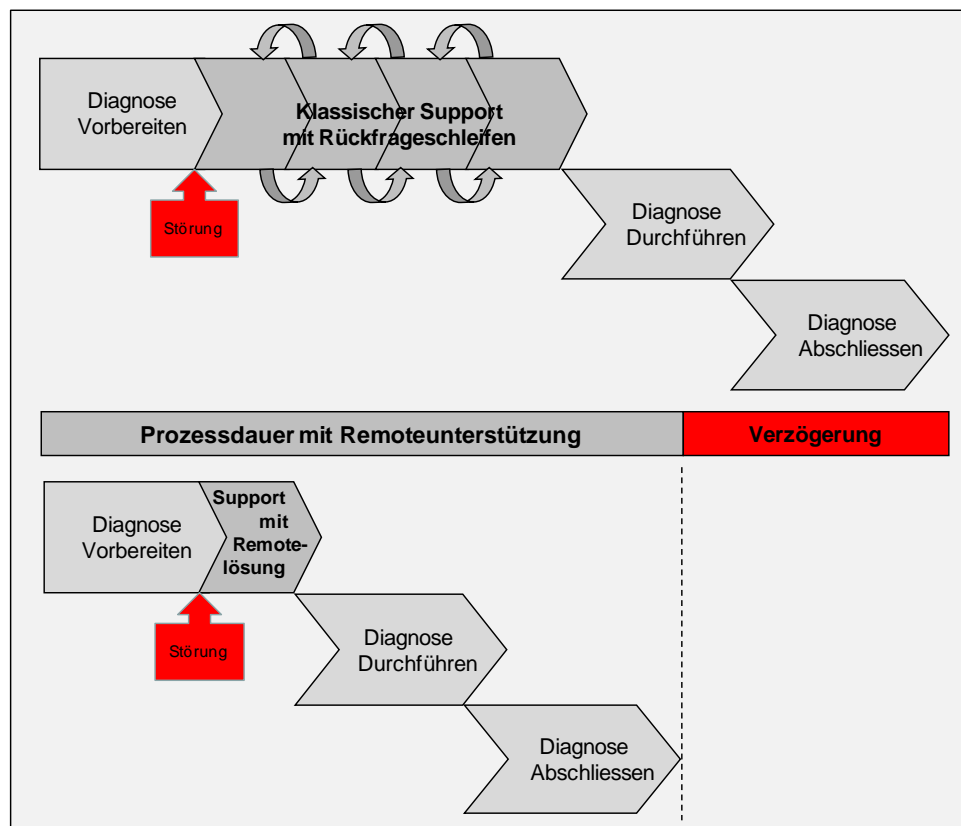 Diagnose
Vorbereiten
Klassischer Support
mit Rückfrageschleifen
Störung
Diagnose
Durchführen
Diagnose
Abschliessen
Prozessdauer mit Remoteunterstützung
Verzögerung
Diagnose
Vorbereiten
Support
mit
Remote-
lösung
Störung
Diagnose
Durchführen
Diagnose
Abschliessen